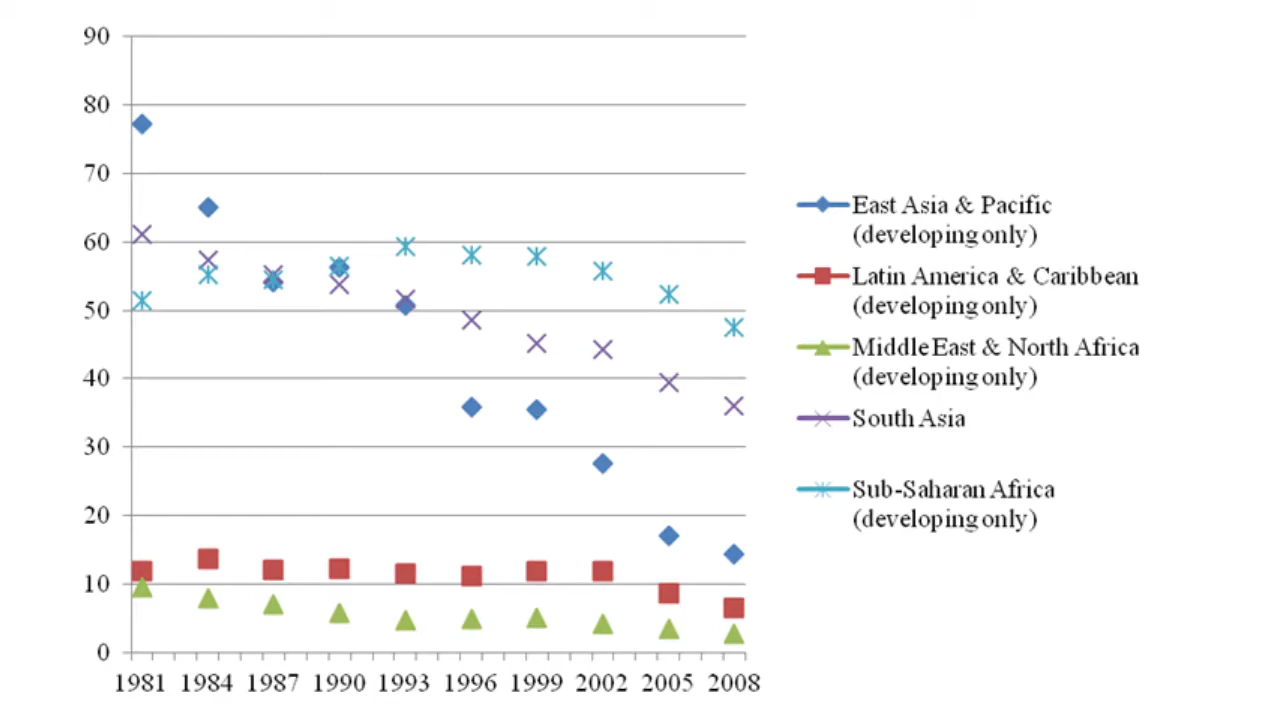 90
80
70
60
50
40
30
20
10
0
1981 1984 1987 1990 1993 1996 1999 2002 2005 2008
East Asia & Pacific
(developing only)
Latin America & Caribbean
(developing only)
Middle East & North Africa
(developing only)
South Asia
Sub-Saharan Africa
(developing only)